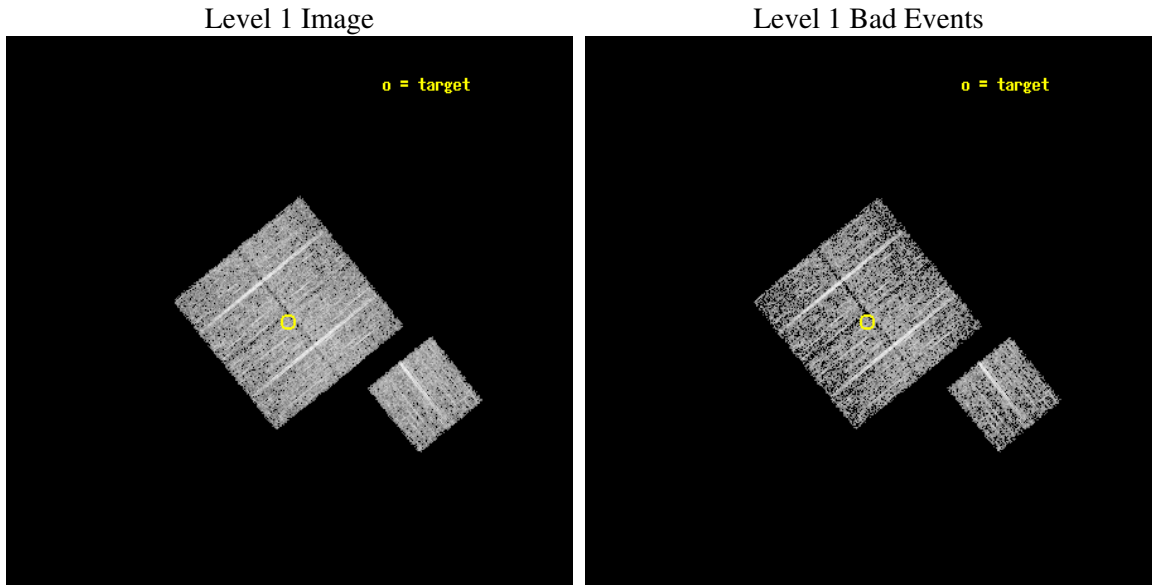 Level 1 Image
Level 1 Bad Events
o = target
o = target